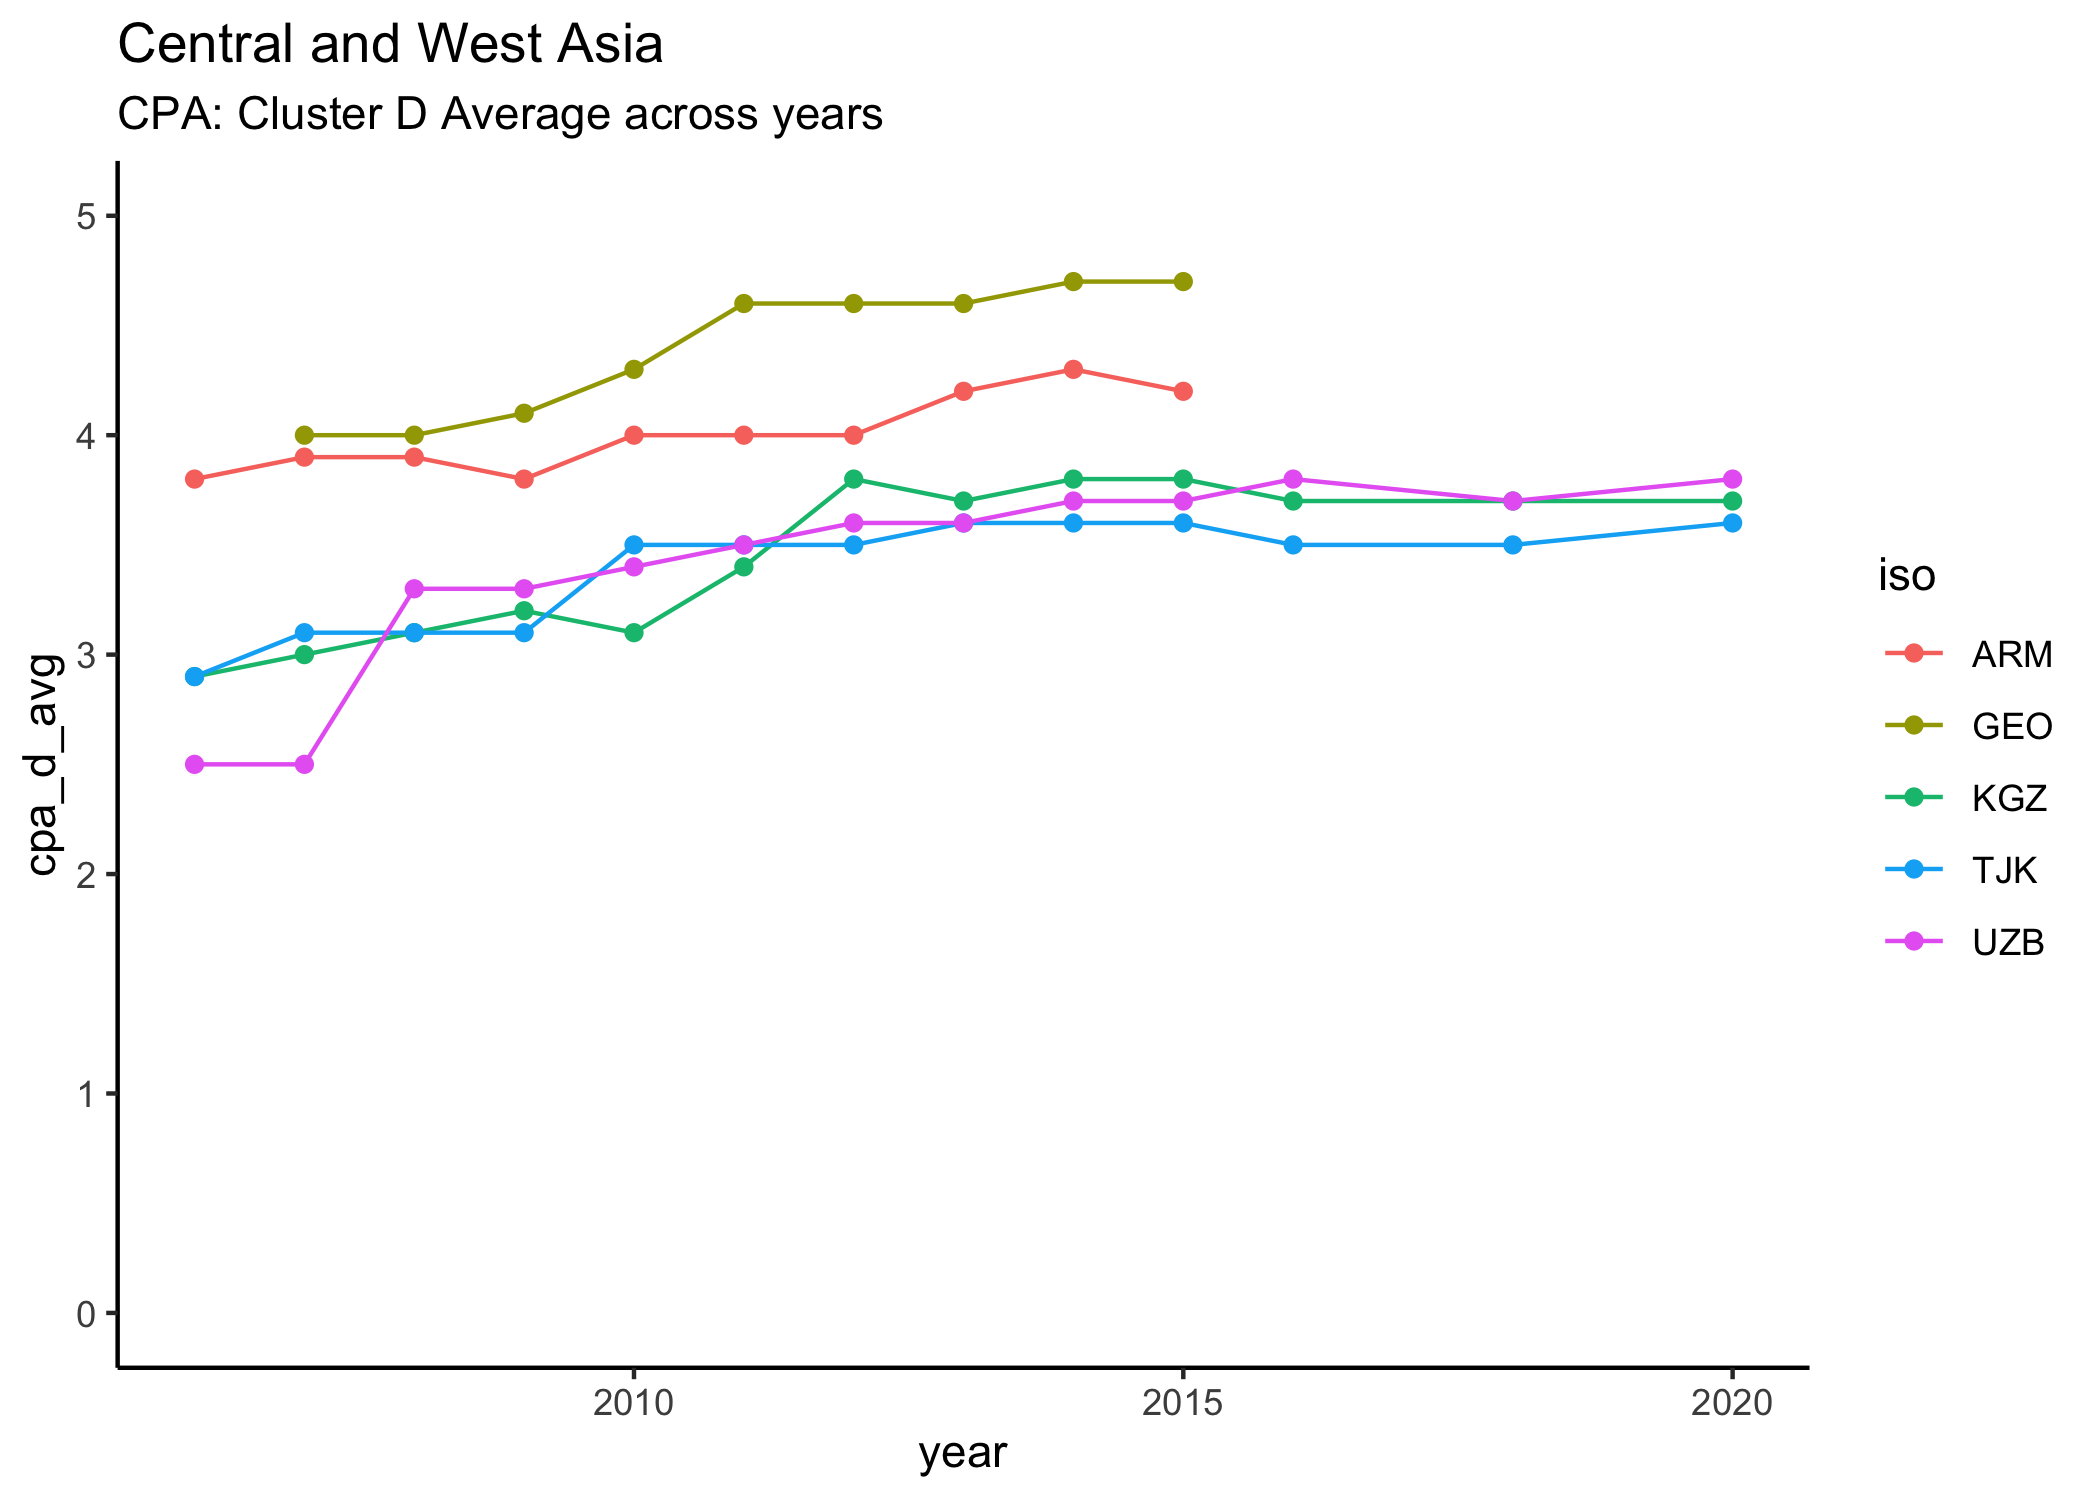 Central and West Asia
CPA: Cluster D Average across years
cpa_d_avg
5
4
3
2
1
0
2010
2015
2020
year
iso
ARM
GEO
KGZ
TJK
UZB